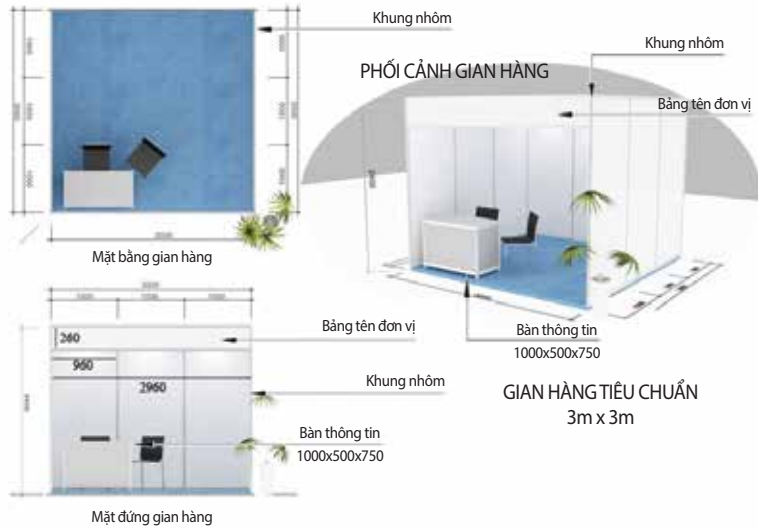 Khung nhôm
Khung nhôm
PHỐI CẢNH GIAN HÀNG
Bảng tên đơn vị
Mặt bằng gian hàng
260
Bảng tên đơn vị
960
2960
Khung nhôm
Bàn thông tin
1000x500x750
Bàn thông tin
1000x500x750
GIAN HÀNG TIÊU CHUẨN
3m x 3m
Mặt đứng gian hàng